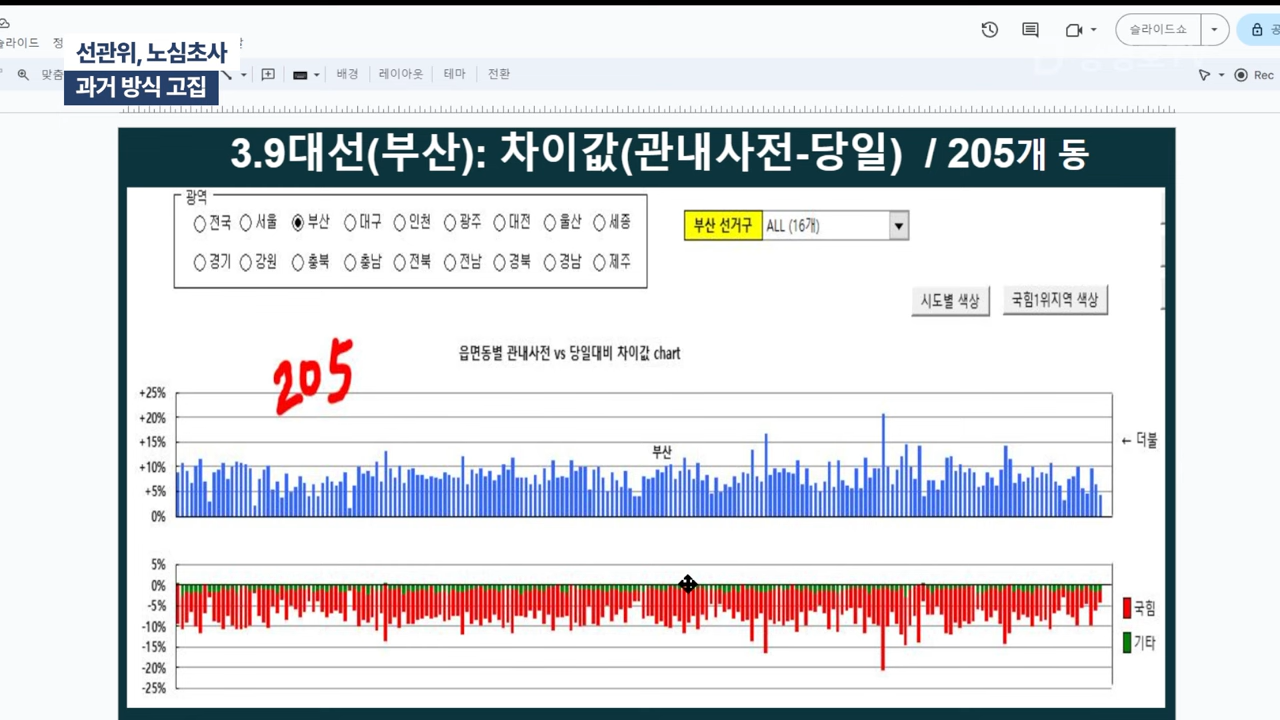 슬라이드
선관위, 노심초사
과거 방식 고집
배경 레이아웃 테마 전환
슬라이드쇼
Rec
3.9대선(부산): 차이값(관내사전-당일) / 205개 동
광역
전국 서울 부산 대구 인천 광주 대전 울산 세종
경기 강원 충북 충남 전북 전남 경북 경남 제주
부산 선거구 ALL (16개)
시도별 색상 국힘1위지역 색상
205
읍면동별 관내사전 vs 당일대비 차이값 chart
+25%
+20%
+15%
+10%
+5%
0%
부산
← 더불
5%
0%
-5%
-10%
-15%
-20%
-25%
국힘
기타